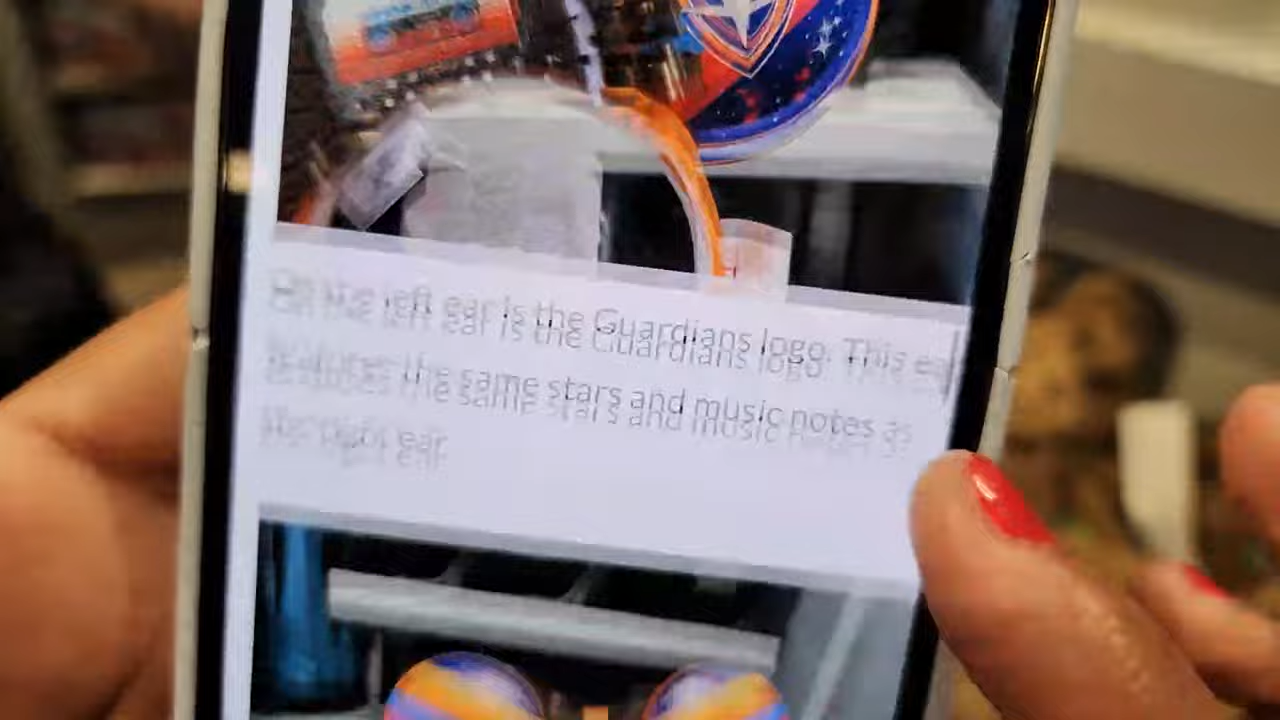 On the left ear is the Guardians logo. This ear
features the same stars and music notes as
the right ear.